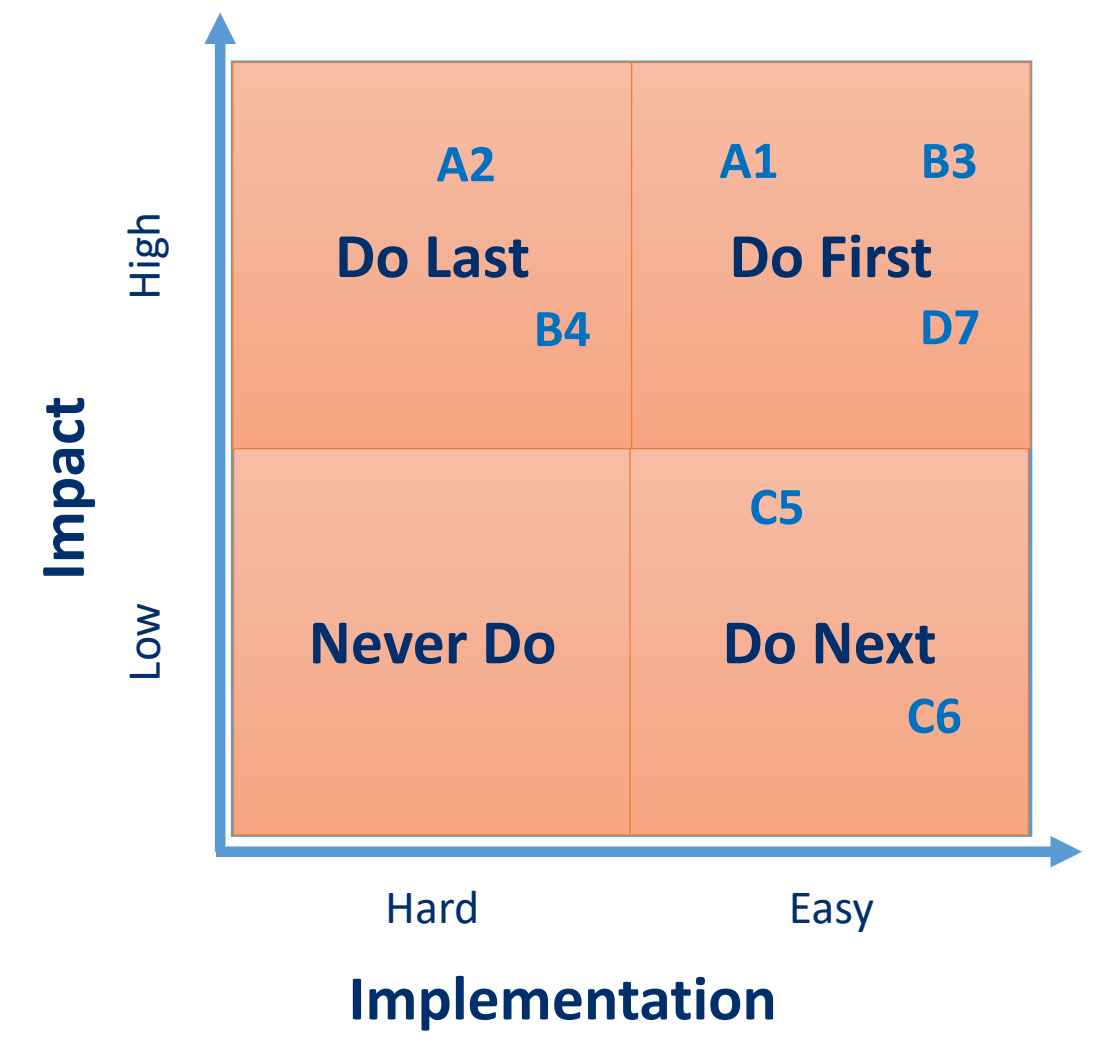 A2
A1
B3
High
Do Last
Do First
B4
D7
Impact
C5
Low
Never Do
Do Next
C6
Hard
Easy
Implementation